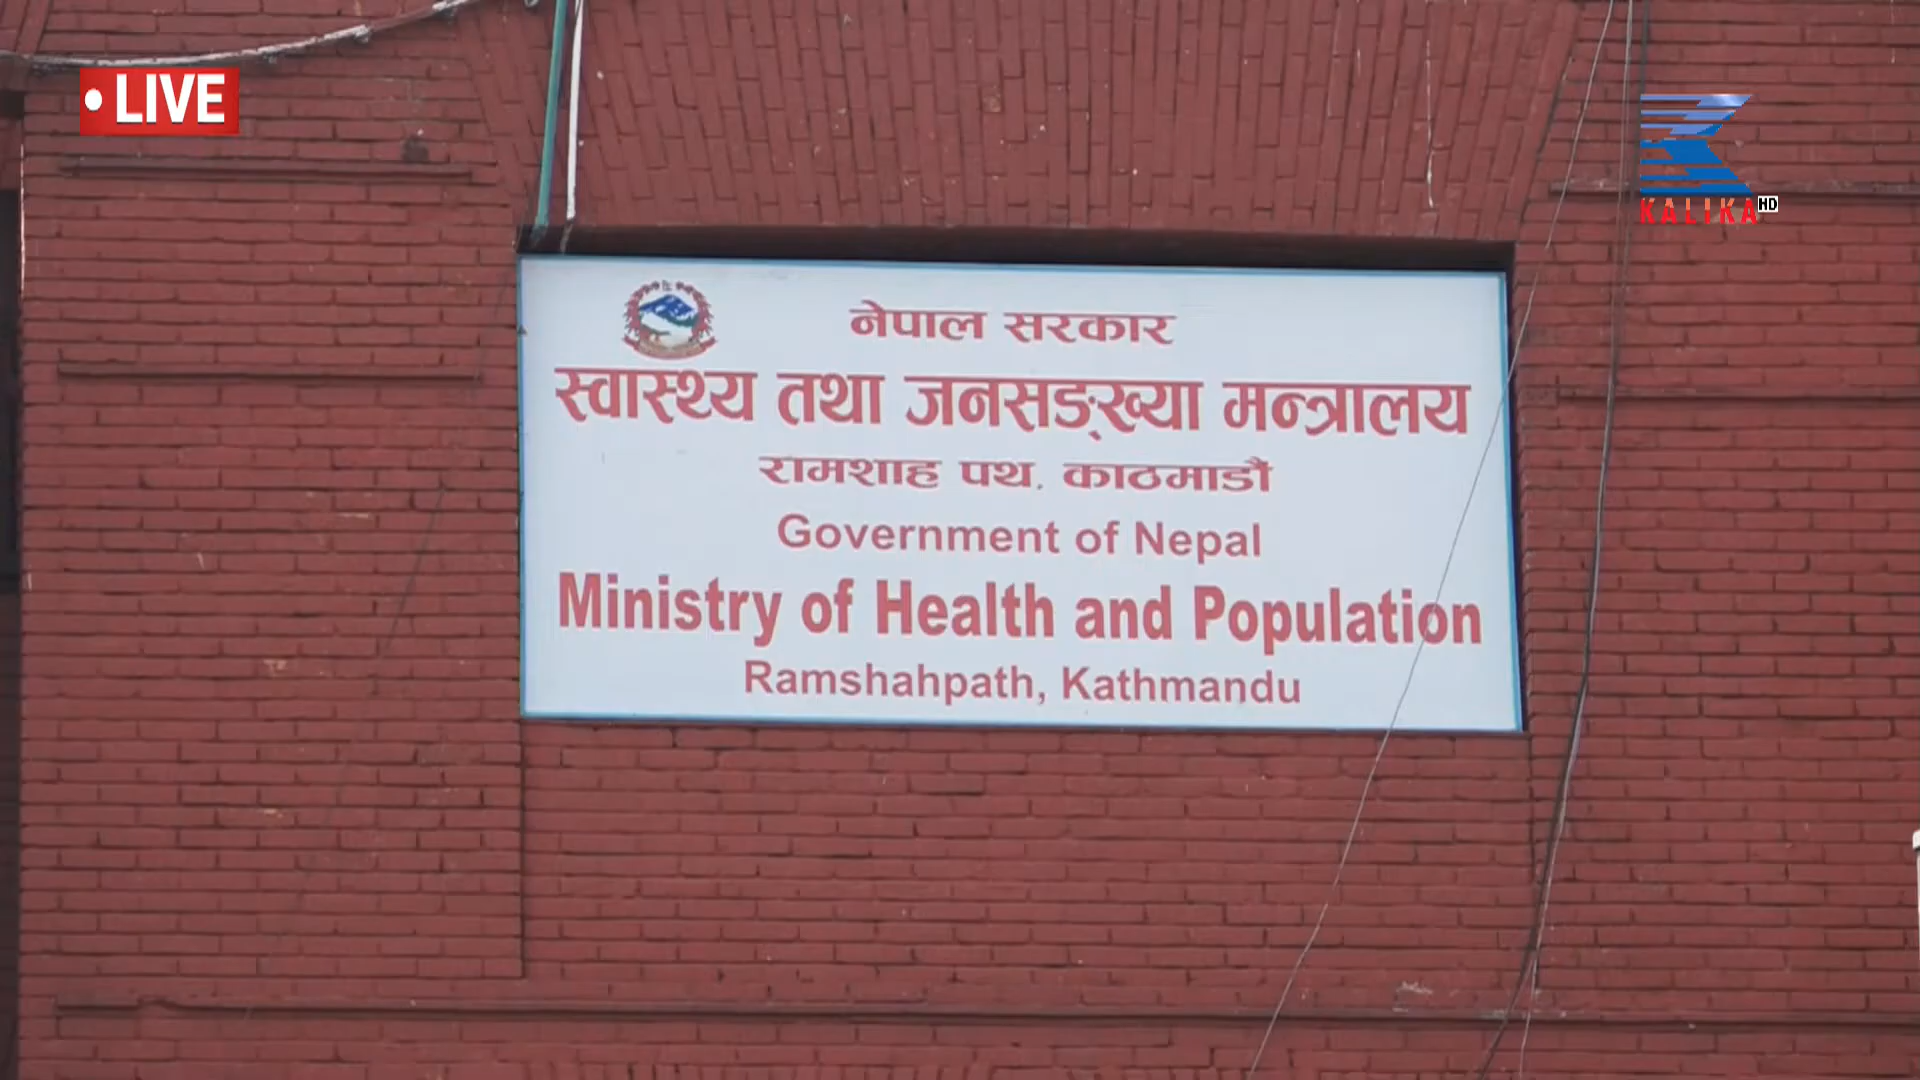 LIVE
KALIKA HD
नेपाल सरकार
स्वास्थ्य तथा जनसङ्ख्या मन्त्रालय
रामशाह पथ, काठमाडौं
Government of Nepal
Ministry of Health and Population
Ramshahpath, Kathmandu